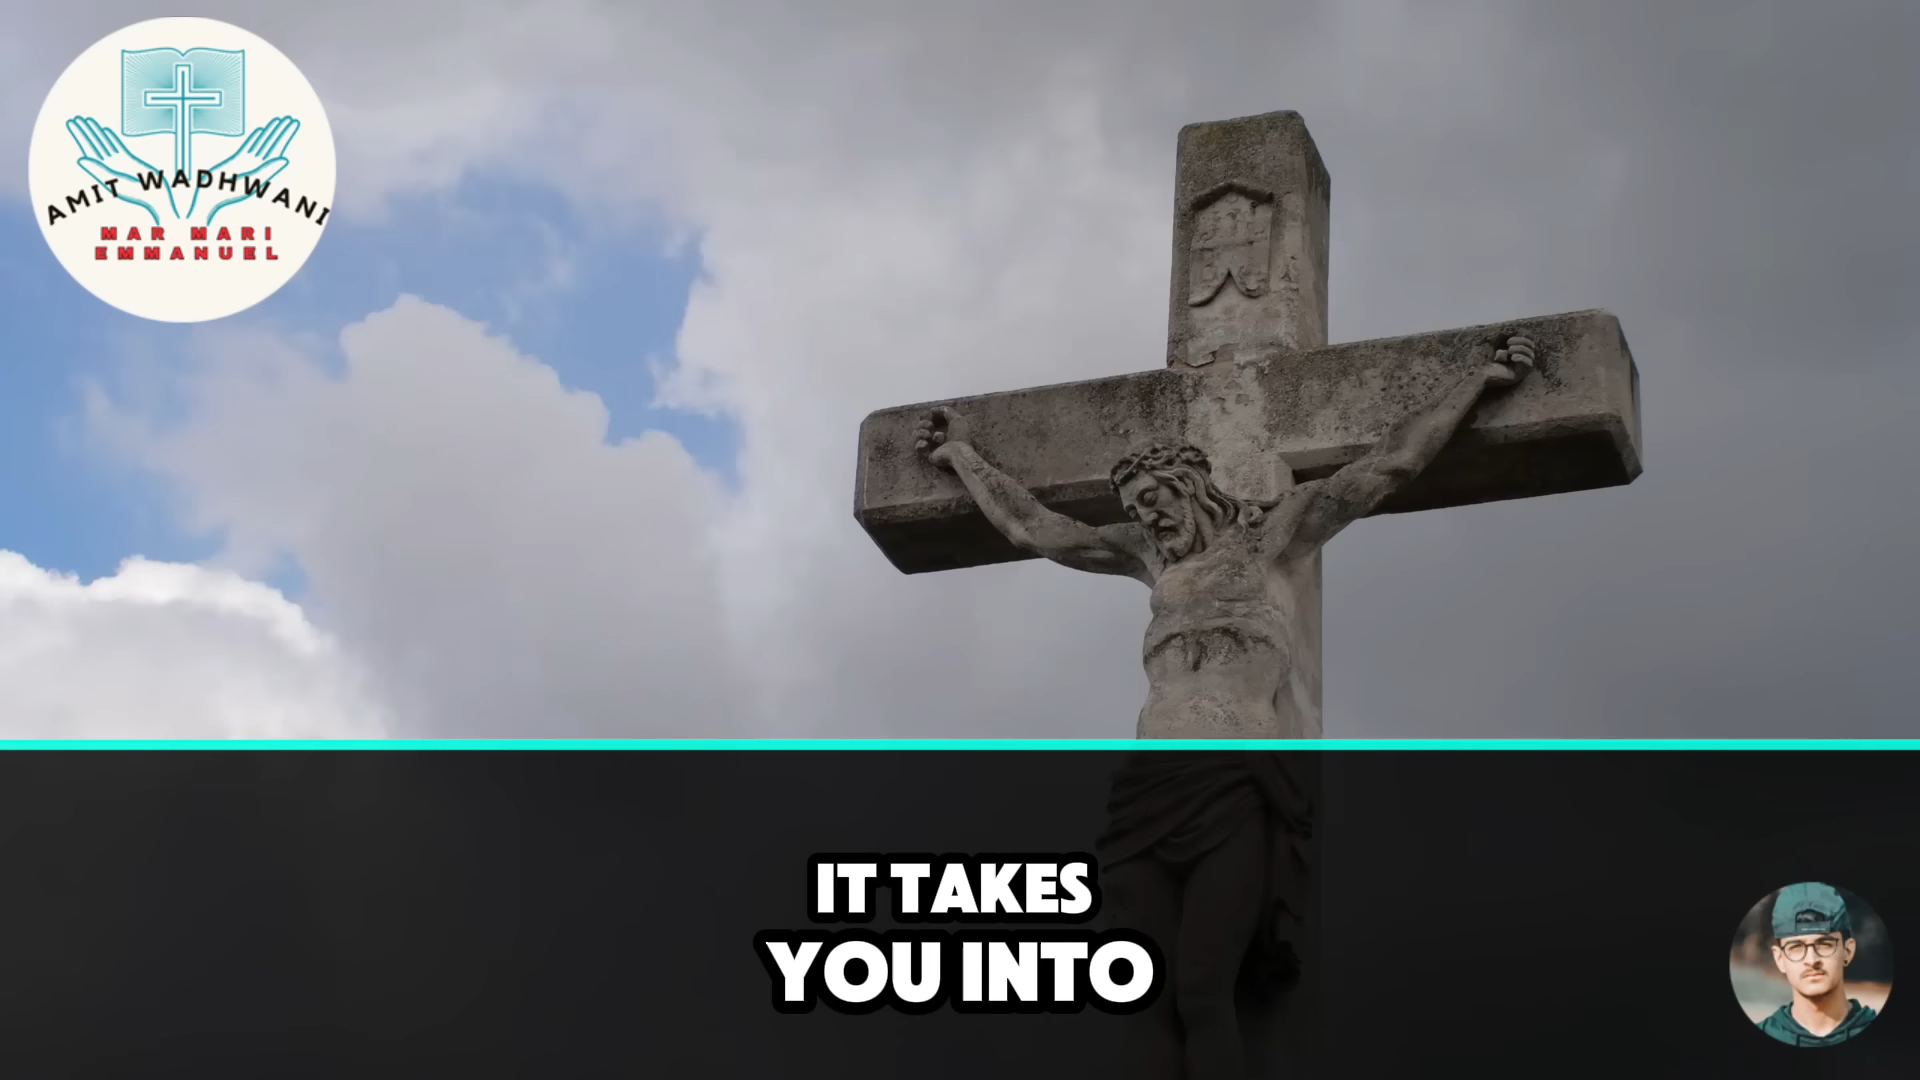 AMIT WADHWANI
MAR MARI
EMMANUEL
IT TAKES
YOU INTO